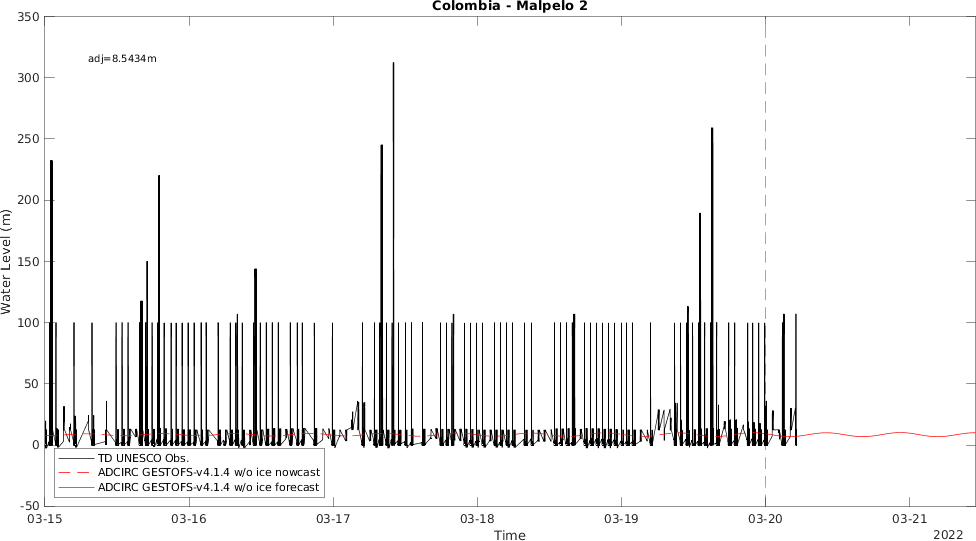 Colombia - Malpelo 2
350
adj=8.5434m
300
250
200
150
100
50
0
-50
Water Level (m)
TD UNESCO Obs.
ADCIRC GESTOFS-v4.1.4 w/o ice nowcast
ADCIRC GESTOFS-v4.1.4 w/o ice forecast
03-15 03-16 03-17 03-18 03-19 03-20 03-21
Time
2022